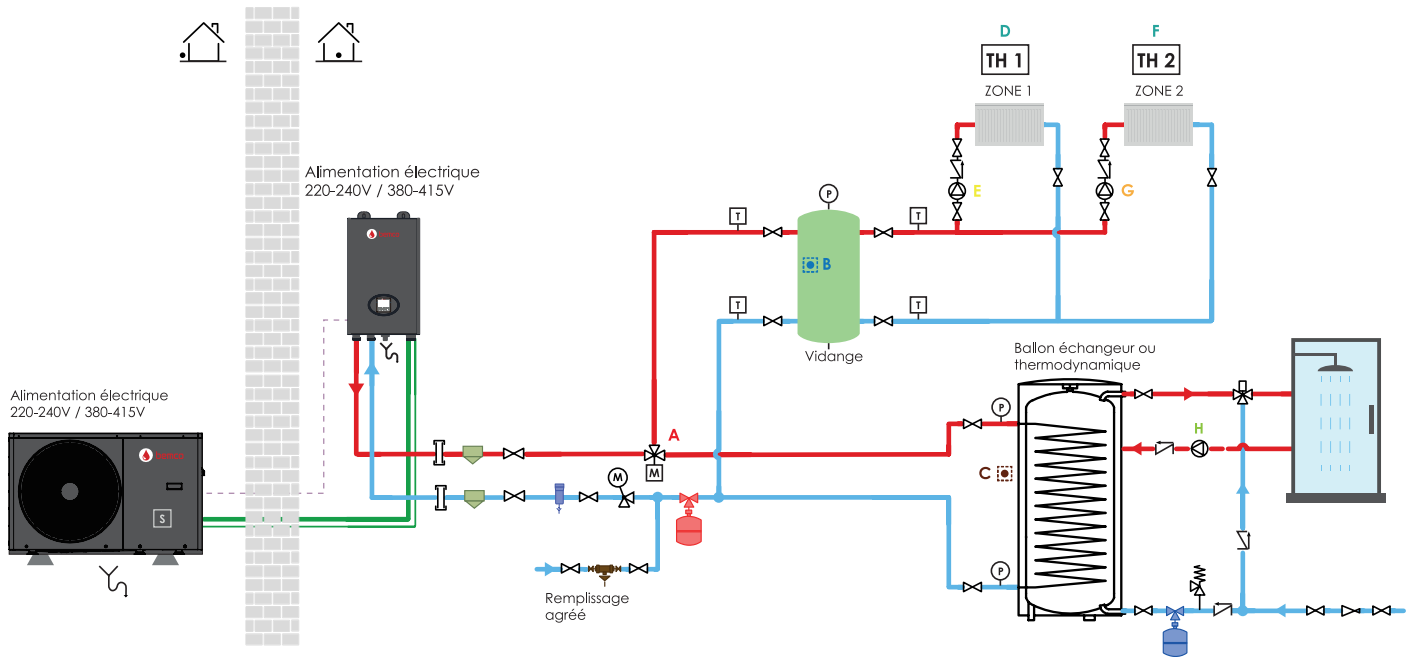 D
F
TH 1
TH 2
ZONE 1
ZONE 2
Alimentation électrique
220-240V / 380-415V
E
G
P
T
T
B
T
T
Vidange
Ballon échangeur ou
thermodynamique
Alimentation électrique
220-240V / 380-415V
A
P
M
H
C
M
S
P
Remplissage
agréé